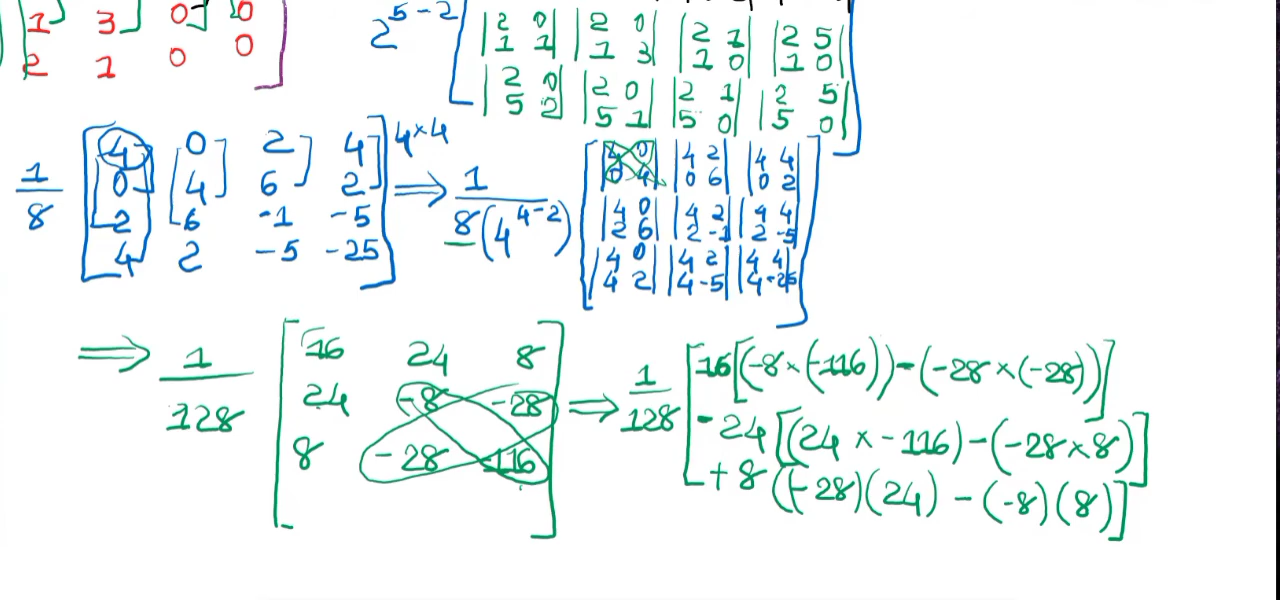 1 3 0 0
2 1 0 0
2^{5-2} [ |2 0; 1 1| |2 0; 1 3| |2 1; 1 0| |2 5; 1 0|
|2 0; 5 2| |2 0; 5 1| |2 1; 5 0| |2 5; 5 0| ]
1/8 [ 4 0 2 4
0 4 6 2
2 6 -1 -5
4 2 -5 -25 ] 4×4
⇒ 1/8(4^{4-2}) [ |4 0; 0 4| |4 2; 0 6| |4 4; 0 2|
|4 0; 2 6| |4 2; 2 -1| |4 4; 2 -5|
|4 0; 4 2| |4 2; 4 -5| |4 4; 4 -25| ]
⇒ 1/128 [ 16 24 8
24 -8 -28
8 -28 -116 ]
⇒ 1/128 [ 16[(-8×(-116))-(-28×(-28))]
-24[(24 × -116)-(-28×8)]
+8((-28)(24) - (-8)(8)]